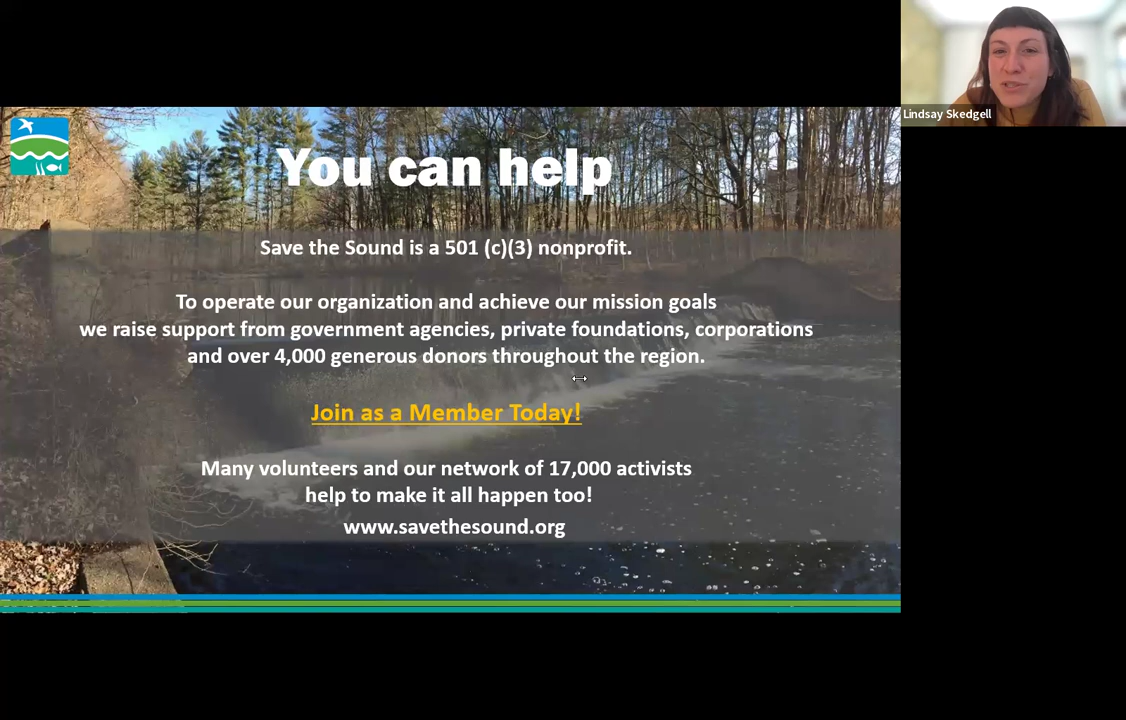 Lindsay Skedgell
You can help
Save the Sound is a 501 (c)(3) nonprofit.
To operate our organization and achieve our mission goals
we raise support from government agencies, private foundations, corporations
and over 4,000 generous donors throughout the region.
Join as a Member Today!
Many volunteers and our network of 17,000 activists
help to make it all happen too!
www.savethesound.org